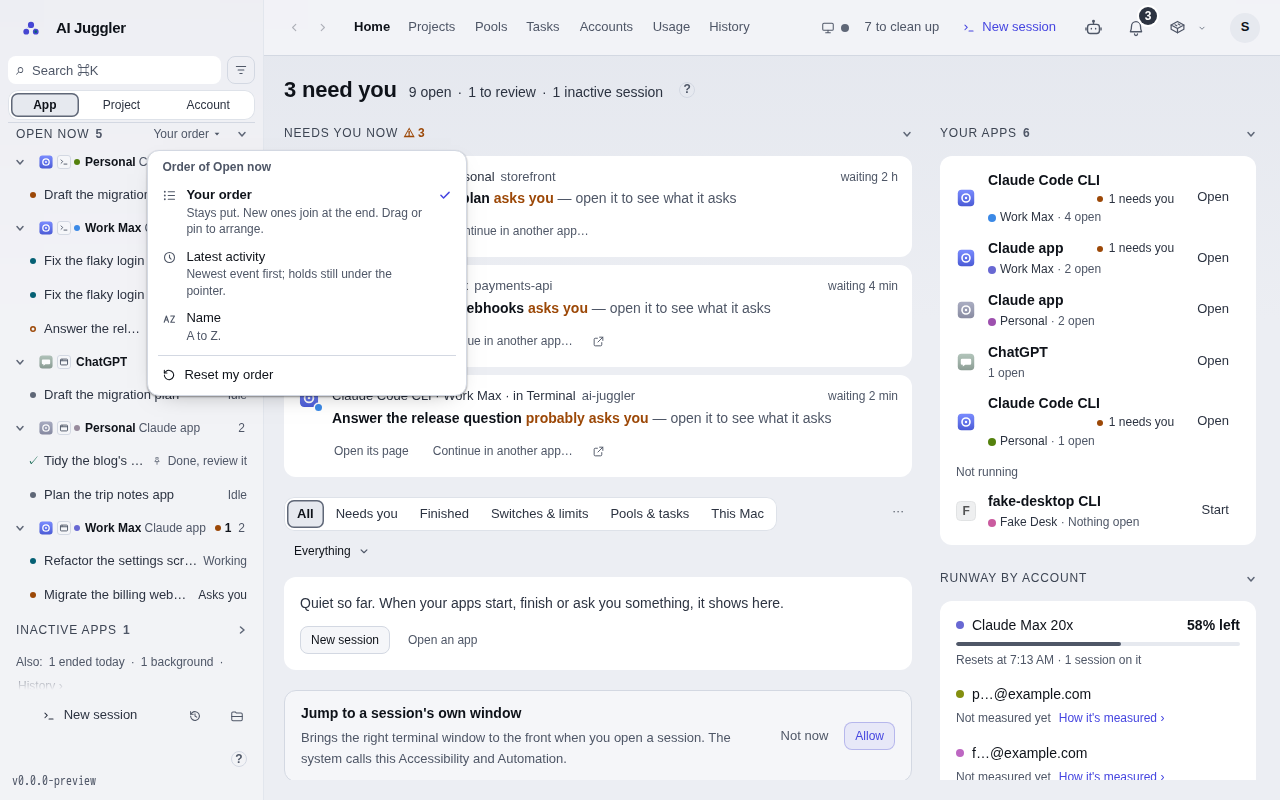 AI Juggler
Search ⌘K
App Project Account
OPEN NOW 5 Your order
Personal
Draft the migration
Work Max
Fix the flaky login
Fix the flaky login
Answer the rel…
ChatGPT
Draft the migration plan Idle
Personal Claude app 2
Tidy the blog's … Done, review it
Plan the trip notes app Idle
Work Max Claude app 1 2
Refactor the settings scr… Working
Migrate the billing web… Asks you
INACTIVE APPS 1
Also: 1 ended today · 1 background ·
History ›
New session
?
v0.0.0-preview
Home Projects Pools Tasks Accounts Usage History
7 to clean up
New session
3
S
3 need you 9 open · 1 to review · 1 inactive session ?
NEEDS YOU NOW 3
storefront waiting 2 h
asks you — open it to see what it asks
in another app…
payments-api waiting 4 min
asks you — open it to see what it asks
in another app…
Claude Code CLI · Work Max · in Terminal ai-juggler waiting 2 min
Answer the release question probably asks you — open it to see what it asks
Open its page Continue in another app…
Order of Open now
Your order
Stays put. New ones join at the end. Drag or
pin to arrange.
Latest activity
Newest event first; holds still under the
pointer.
AZ Name
A to Z.
Reset my order
All Needs you Finished Switches & limits Pools & tasks This Mac …
Everything
Quiet so far. When your apps start, finish or ask you something, it shows here.
New session Open an app
Jump to a session's own window
Brings the right terminal window to the front when you open a session. The
system calls this Accessibility and Automation.
Not now Allow
YOUR APPS 6
Claude Code CLI
1 needs you
Work Max · 4 open
Open
Claude app 1 needs you
Work Max · 2 open
Open
Claude app
Personal · 2 open
Open
ChatGPT
1 open
Open
Claude Code CLI
1 needs you
Personal · 1 open
Open
Not running
F fake-desktop CLI
Fake Desk · Nothing open
Start
RUNWAY BY ACCOUNT
Claude Max 20x 58% left
Resets at 7:13 AM · 1 session on it
p…@example.com
Not measured yet How it's measured ›
f…@example.com
Not measured yet How it's measured ›